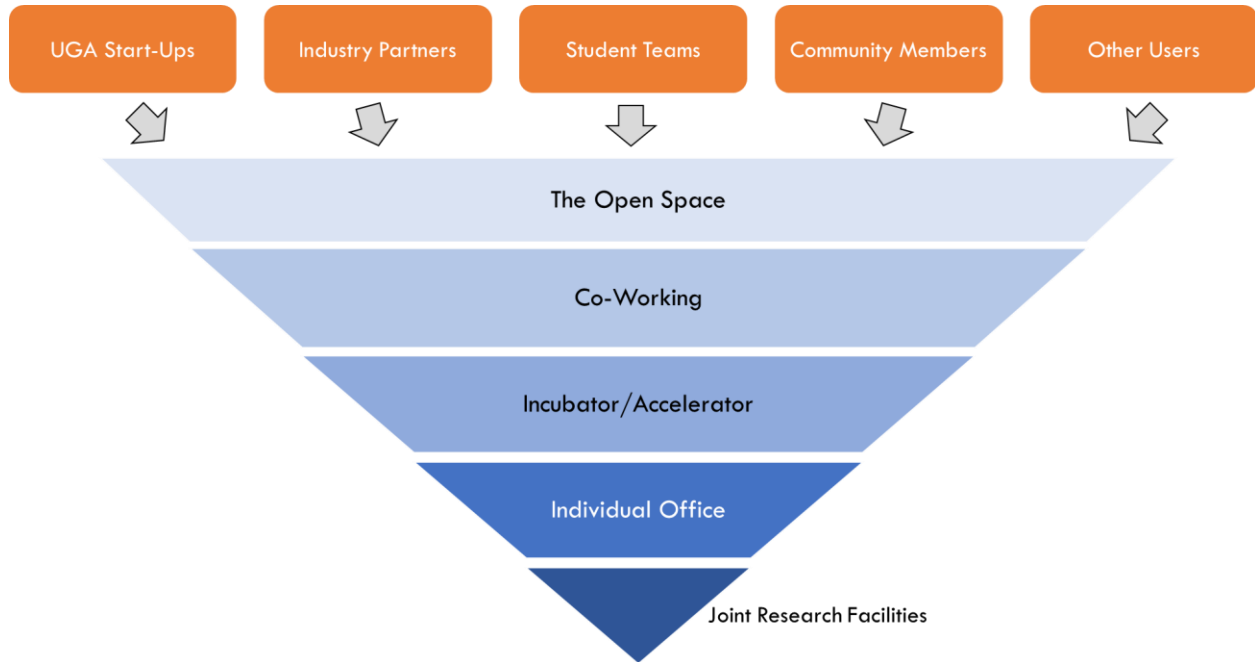 UGA Start-Ups
Industry Partners
Student Teams
Community Members
Other Users
The Open Space
Co-Working
Incubator/Accelerator
Individual Office
Joint Research Facilities